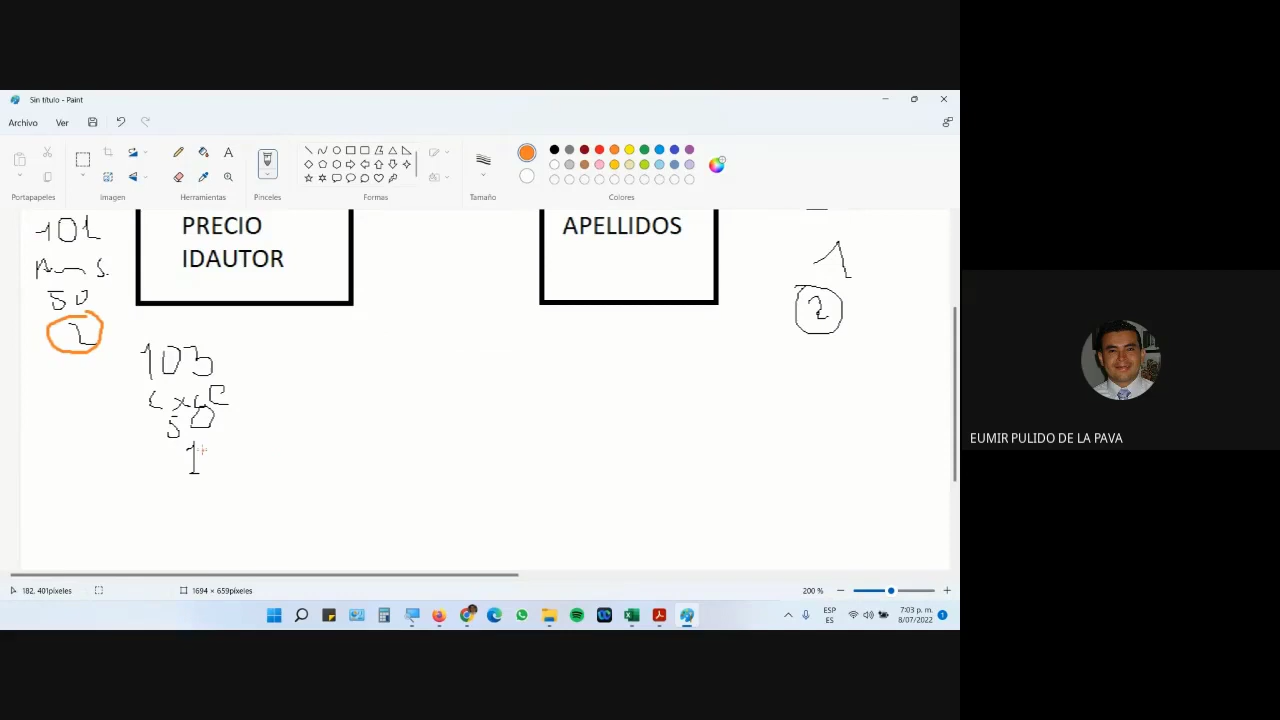 Sin título - Paint
Archivo Ver
Portapapeles Imagen Herramientas Pinceles Formas Tamaño Colores
A
101
50
2
PRECIO
IDAUTOR
APELLIDOS
1
2
103
50
1
EUMIR PULIDO DE LA PAVA
182, 401píxeles 1694 × 659píxeles 200 %
ESP
ES
7:03 p. m.
8/07/2022
1